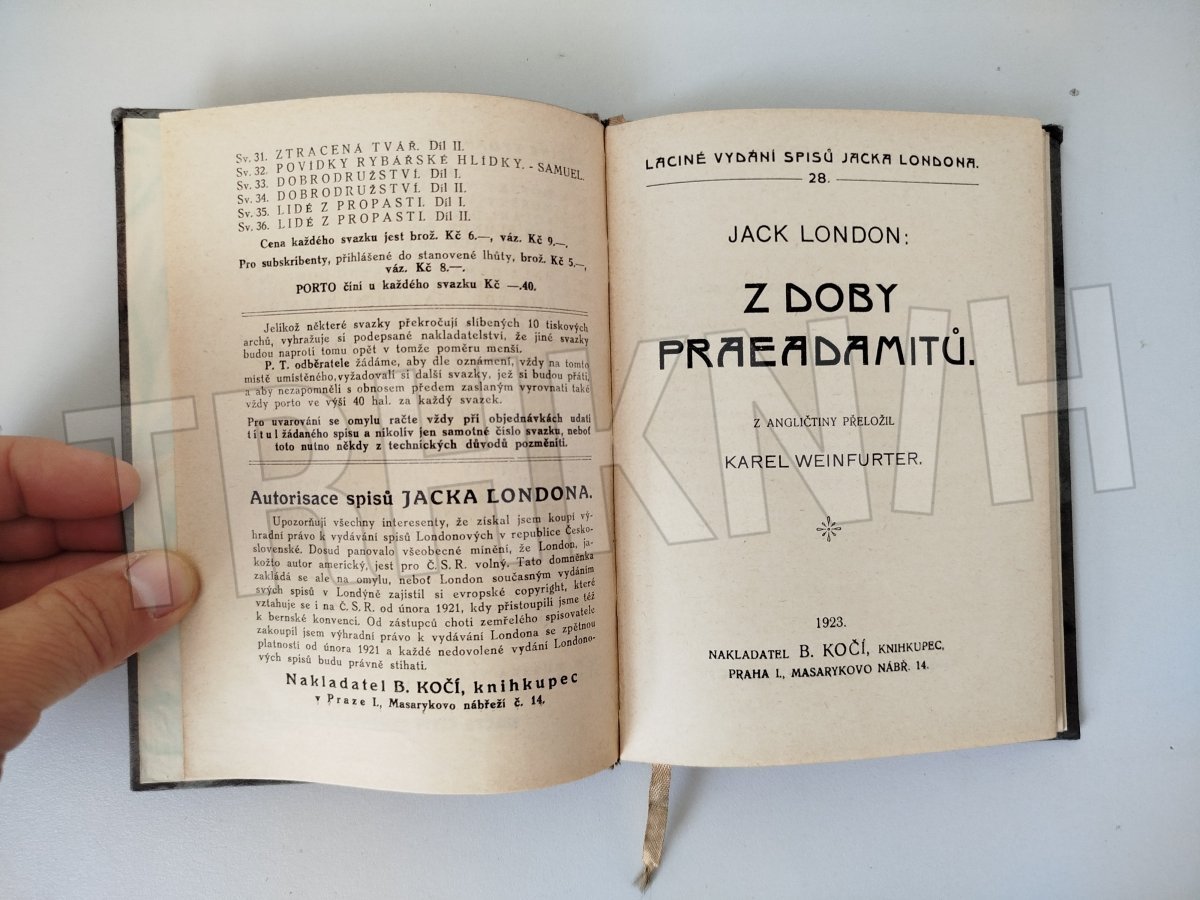 Sv. 31. ZTRACENÁ TVÁŘ. Díl II.
Sv. 32. POVÍDKY RYBÁŘSKÉ HLÍDKY. - SAMUEL.
Sv. 33. DOBRODRUŽSTVÍ. Díl I.
Sv. 34. DOBRODRUŽSTVÍ. Díl II.
Sv. 35. LIDÉ Z PROPASTI. Díl I.
Sv. 36. LIDÉ Z PROPASTI. Díl II.
Cena každého svazku jest brož. Kč 6.—, váz. Kč 9.—.
Pro subskribenty, přihlášené do stanovené lhůty, brož. Kč 5.—,
váz. Kč 8.—.
PORTO činí u každého svazku Kč —.40.
Jelikož některé svazky překročují slíbených 10 tiskových
archů, vyhražuje si podepsané nakladatelství, že jiné svazky
budou naproti tomu opět v tomže poměru menší.
P. T. odběratele žádáme, aby dle oznámení, vždy na tomto
místě umístěného, vyžadovali si další svazky, jež si budou přáti,
a aby nezapomněli s obnosem předem zaslaným vyrovnati také
vždy porto ve výši 40 hal. za každý svazek.
Pro uvarování se omylu račte vždy při objednávkách udati
titul žádaného spisu a nikoliv jen samotné číslo svazku, neboť
toto nutno někdy z technických důvodů pozměniti.
Autorisace spisů JACKA LONDONA.
Upozorňuji všechny interesenty, že získal jsem koupí vý-
hradní právo k vydávání spisů Londonových v republice Česko-
slovenské. Dosud panovalo všeobecné mínění, že London, ja-
kožto autor americký, jest pro Č. S. R. volný. Tato domněnka
zakládá se ale na omylu, neboť London současným vydáním
svých spisů v Londýně zajistil si evropské copyright, které
vztahuje se i na Č. S. R. od února 1921, kdy přistoupili jsme též
k bernské konvenci. Od zástupců choti zemřelého spisovatele
zakoupil jsem výhradní právo k vydávání Londona se zpětnou
platností od února 1921 a každé nedovolené vydání Londono-
vých spisů budu právně stíhati.
Nakladatel B. KOČÍ, knihkupec
v Praze I., Masarykovo nábřeží č. 14.
LACINÉ VYDÁNÍ SPISŮ JACKA LONDONA.
28.
JACK LONDON:
Z DOBY
PRAEADAMITŮ.
Z ANGLIČTINY PŘELOŽIL
KAREL WEINFURTER.
1923.
NAKLADATEL B. KOČÍ, KNIHKUPEC,
PRAHA I., MASARYKOVO NÁBŘ. 14.
TRHKNIH